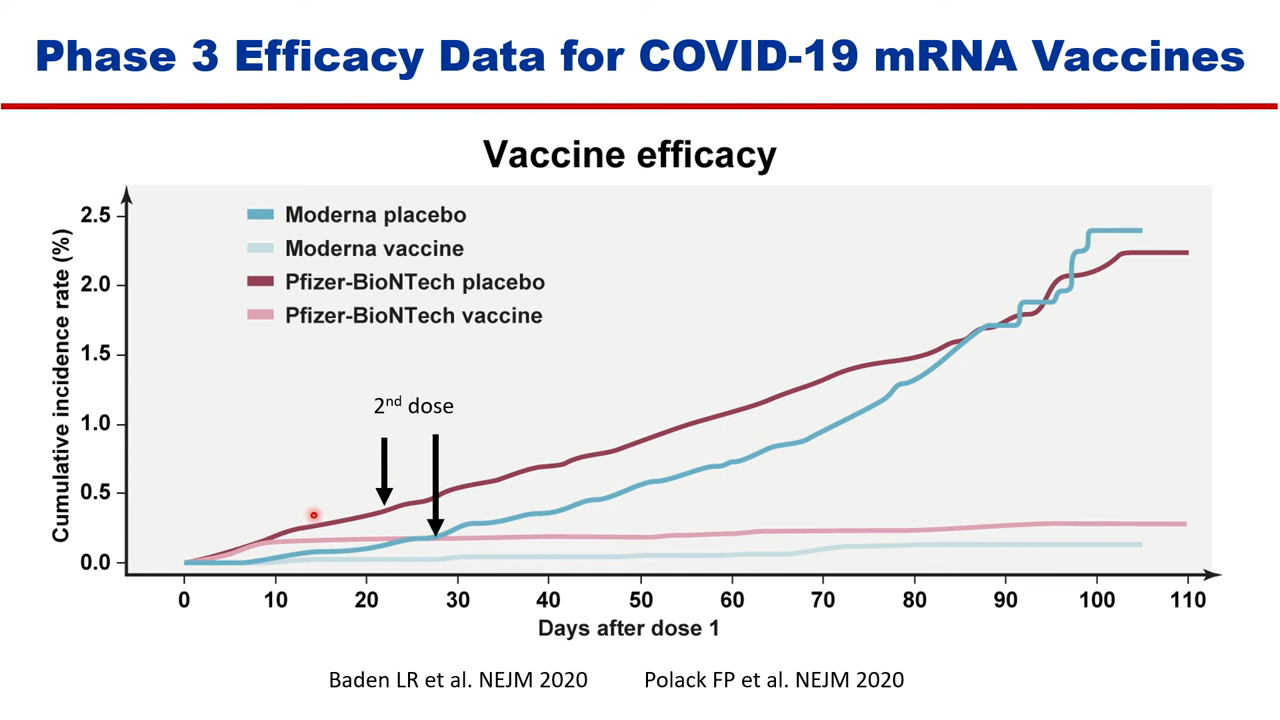 Phase 3 Efficacy Data for COVID-19 mRNA Vaccines
Vaccine efficacy
Cumulative incidence rate (%)
2.5
2.0
1.5
1.0
0.5
0.0
Moderna placebo
Moderna vaccine
Pfizer-BioNTech placebo
Pfizer-BioNTech vaccine
2nd dose
0 10 20 30 40 50 60 70 80 90 100 110
Days after dose 1
Baden LR et al. NEJM 2020 Polack FP et al. NEJM 2020